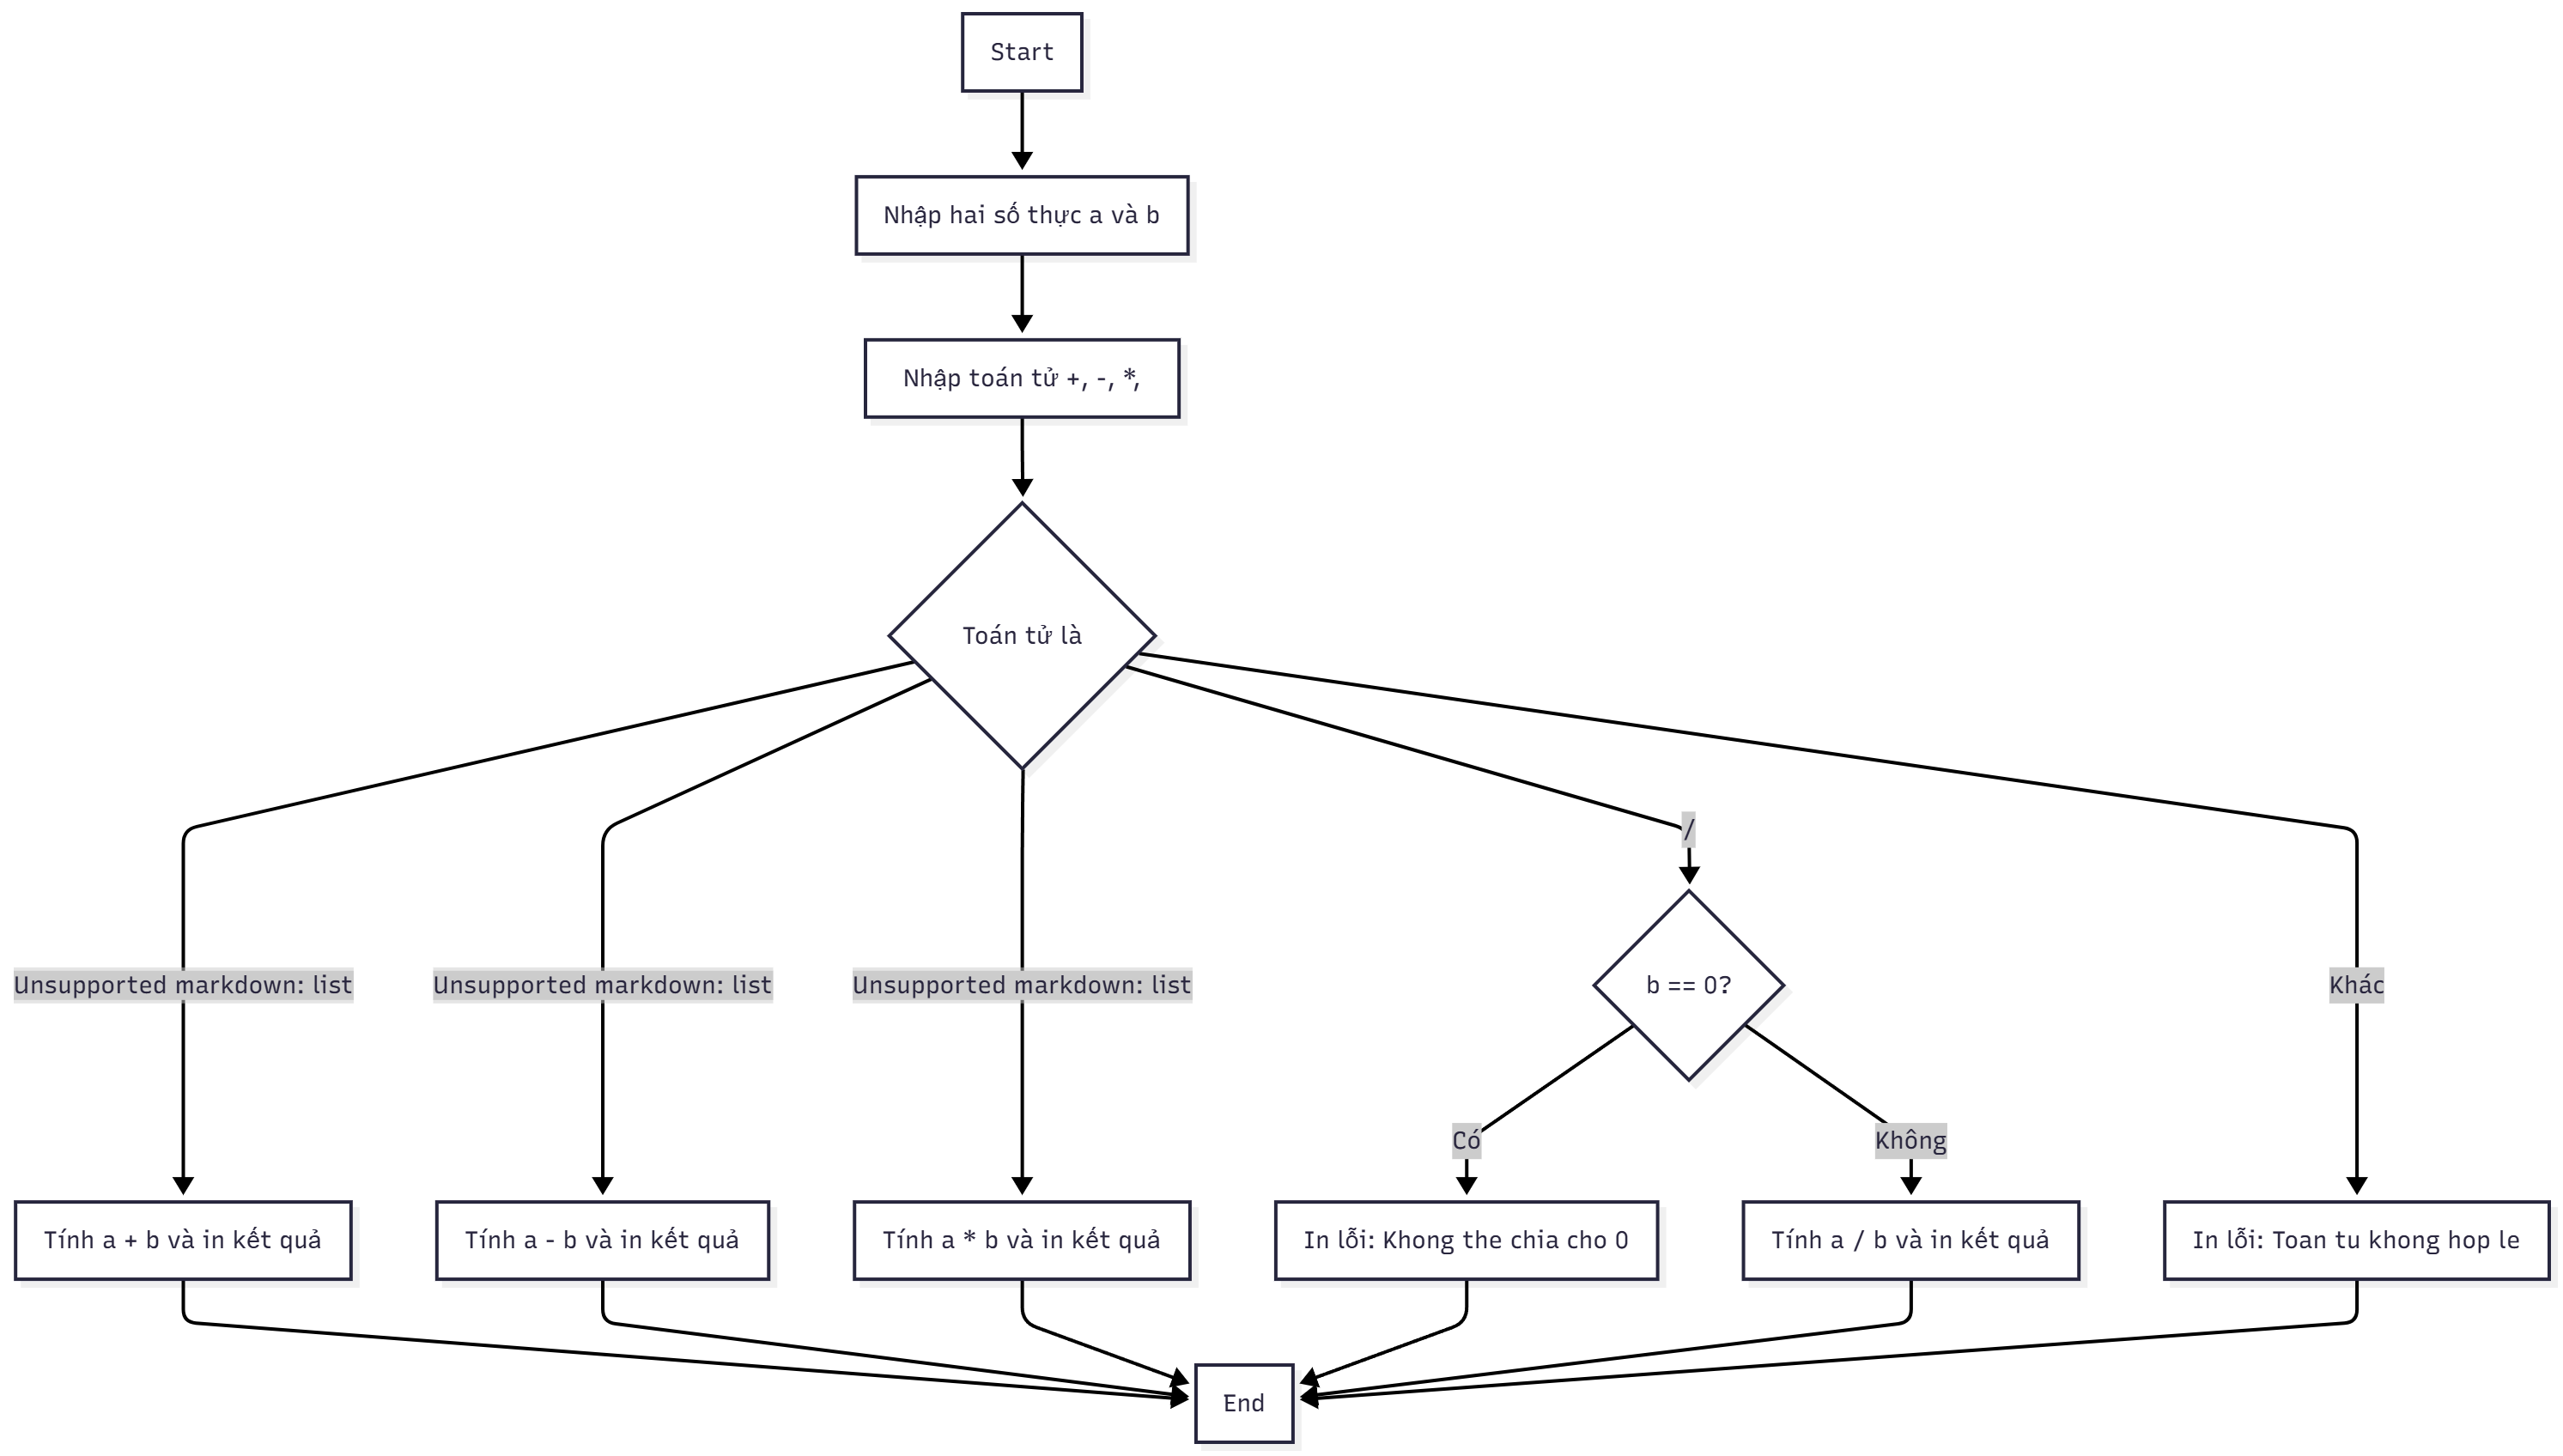 Start
Nhập hai số thực a và b
Nhập toán tử +, -, *,
Toán tử là
/
Unsupported markdown: list
Unsupported markdown: list
Unsupported markdown: list
b == 0?
Khác
Có
Không
Tính a + b và in kết quả
Tính a - b và in kết quả
Tính a * b và in kết quả
In lỗi: Khong the chia cho 0
Tính a / b và in kết quả
In lỗi: Toan tu khong hop le
End